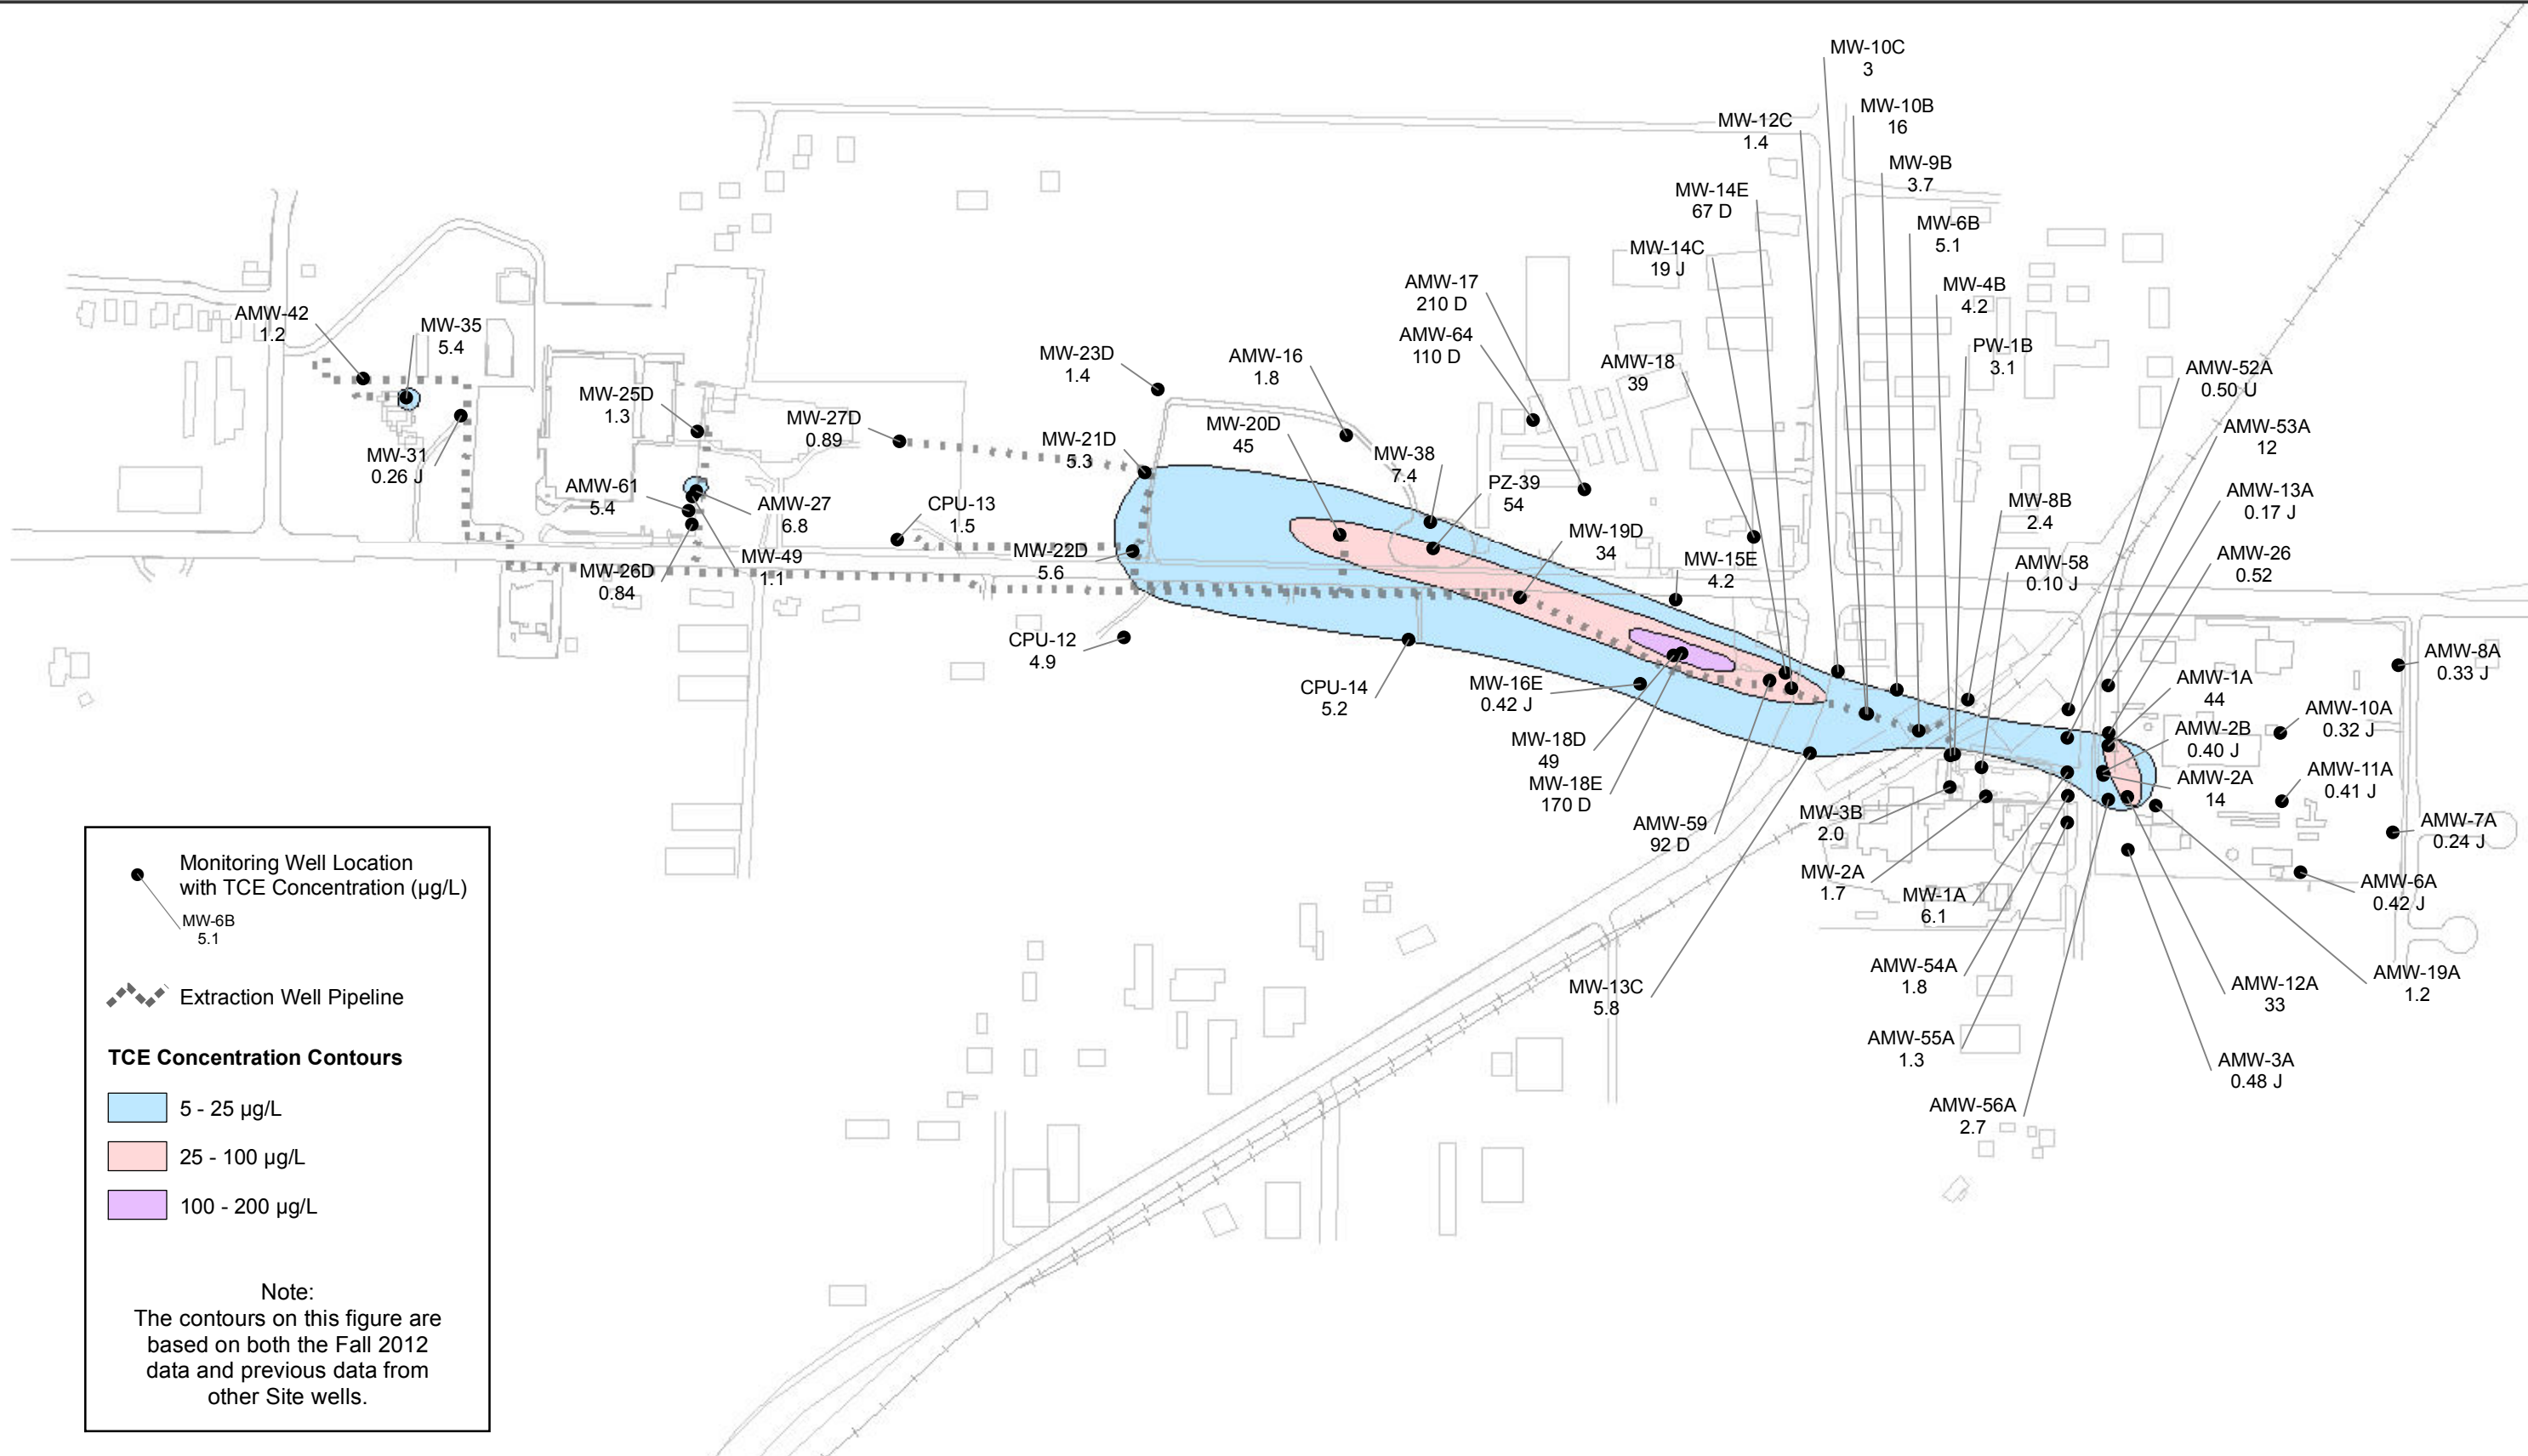 MW-10C
3
MW-10B
16
MW-12C
1.4
MW-9B
3.7
MW-14E
67 D
MW-6B
5.1
MW-14C
19 J
MW-4B
4.2
AMW-17
210 D
AMW-64
110 D
PW-1B
3.1
AMW-18
39
AMW-42
1.2
MW-35
5.4
MW-23D
1.4
AMW-16
1.8
AMW-52A
0.50 U
MW-25D
1.3
MW-27D
0.89
MW-21D
5.3
MW-20D
45
MW-38
7.4
AMW-53A
12
MW-31
0.26 J
AMW-61
5.4
AMW-27
6.8
CPU-13
1.5
PZ-39
54
MW-8B
2.4
AMW-13A
0.17 J
MW-19D
34
MW-26D
0.84
MW-49
1.1
MW-22D
5.6
MW-15E
4.2
AMW-58
0.10 J
AMW-26
0.52
CPU-12
4.9
CPU-14
5.2
MW-16E
0.42 J
AMW-8A
0.33 J
AMW-1A
44
AMW-10A
0.32 J
AMW-2B
0.40 J
MW-18D
49
MW-18E
170 D
AMW-2A
14
AMW-11A
0.41 J
AMW-59
92 D
MW-3B
2.0
AMW-7A
0.24 J
MW-2A
1.7
MW-1A
6.1
AMW-6A
0.42 J
MW-13C
5.8
AMW-54A
1.8
AMW-12A
33
AMW-19A
1.2
AMW-55A
1.3
AMW-3A
0.48 J
AMW-56A
2.7
Monitoring Well Location
with TCE Concentration (µg/L)
MW-6B
5.1
Extraction Well Pipeline
TCE Concentration Contours
5 - 25 µg/L
25 - 100 µg/L
100 - 200 µg/L
Note:
The contours on this figure are
based on both the Fall 2012
data and previous data from
other Site wells.